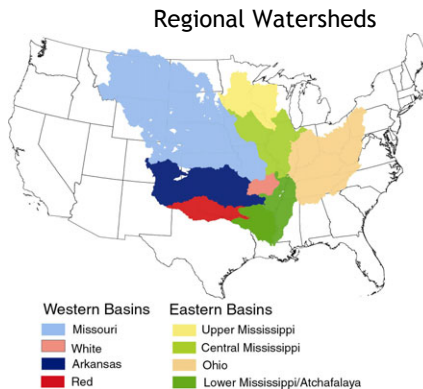 Regional Watersheds
Western Basins
Missouri
White
Arkansas
Red
Eastern Basins
Upper Mississippi
Central Mississippi
Ohio
Lower Mississippi/Atchafalaya